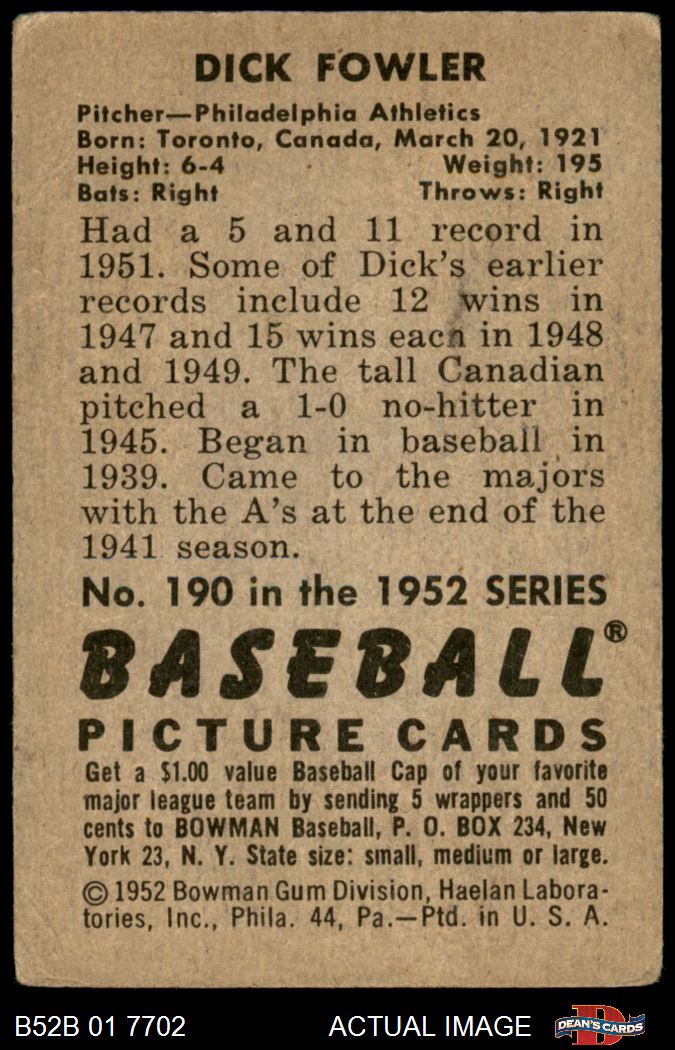 DICK FOWLER
Pitcher—Philadelphia Athletics
Born: Toronto, Canada, March 20, 1921
Height: 6-4 Weight: 195
Bats: Right Throws: Right
Had a 5 and 11 record in
1951. Some of Dick's earlier
records include 12 wins in
1947 and 15 wins each in 1948
and 1949. The tall Canadian
pitched a 1-0 no-hitter in
1945. Began in baseball in
1939. Came to the majors
with the A's at the end of the
1941 season.
No. 190 in the 1952 SERIES
BASEBALL®
PICTURE CARDS
Get a $1.00 value Baseball Cap of your favorite
major league team by sending 5 wrappers and 50
cents to BOWMAN Baseball, P. O. BOX 234, New
York 23, N. Y. State size: small, medium or large.
© 1952 Bowman Gum Division, Haelan Labora-
tories, Inc., Phila. 44, Pa.—Ptd. in U. S. A.
B52B 01 7702 ACTUAL IMAGE DEAN'S CARDS